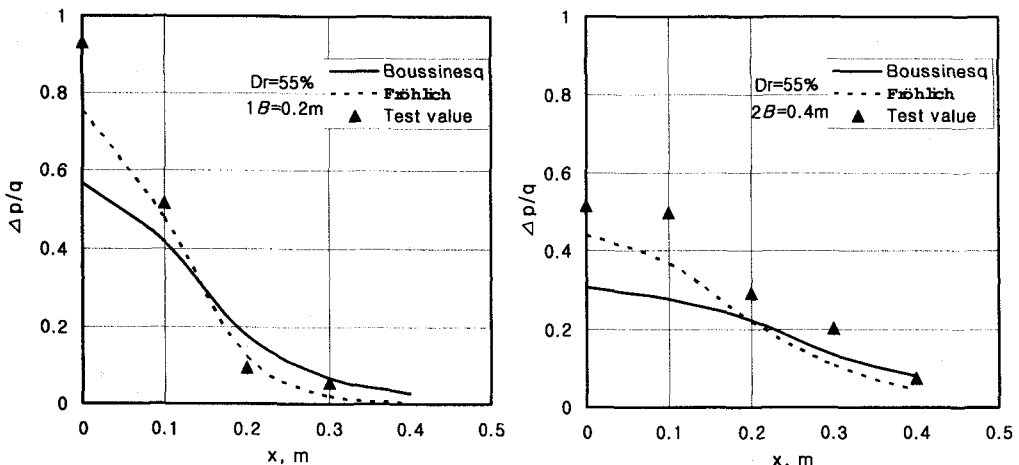 1
0.8
0.6
0.4
0.2
0
Δp/q
Dr=55%
1B=0.2m
Boussinesq
Fröhlich
Test value
0 0.1 0.2 0.3 0.4 0.5
x, m
1
0.8
0.6
0.4
0.2
0
Δp/q
Dr=55%
2B=0.4m
Boussinesq
Fröhlich
Test value
0 0.1 0.2 0.3 0.4 0.5
x, m